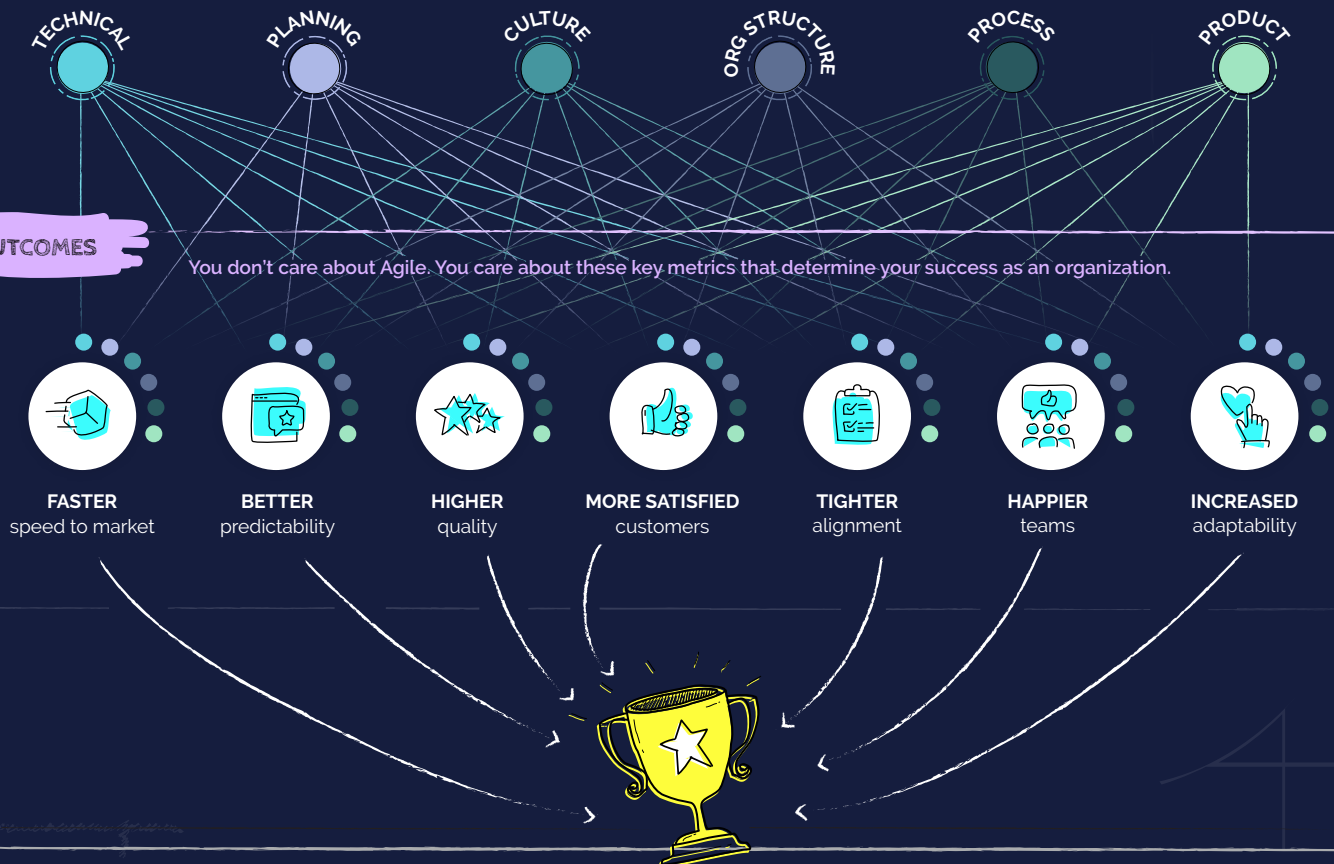 TECHNICAL
PLANNING
CULTURE
ORG STRUCTURE
PROCESS
PRODUCT
UTCOMES
You don't care about Agile. You care about these key metrics that determine your success as an organization.
FASTER
speed to market
BETTER
predictability
HIGHER
quality
MORE SATISFIED
customers
TIGHTER
alignment
HAPPIER
teams
INCREASED
adaptability